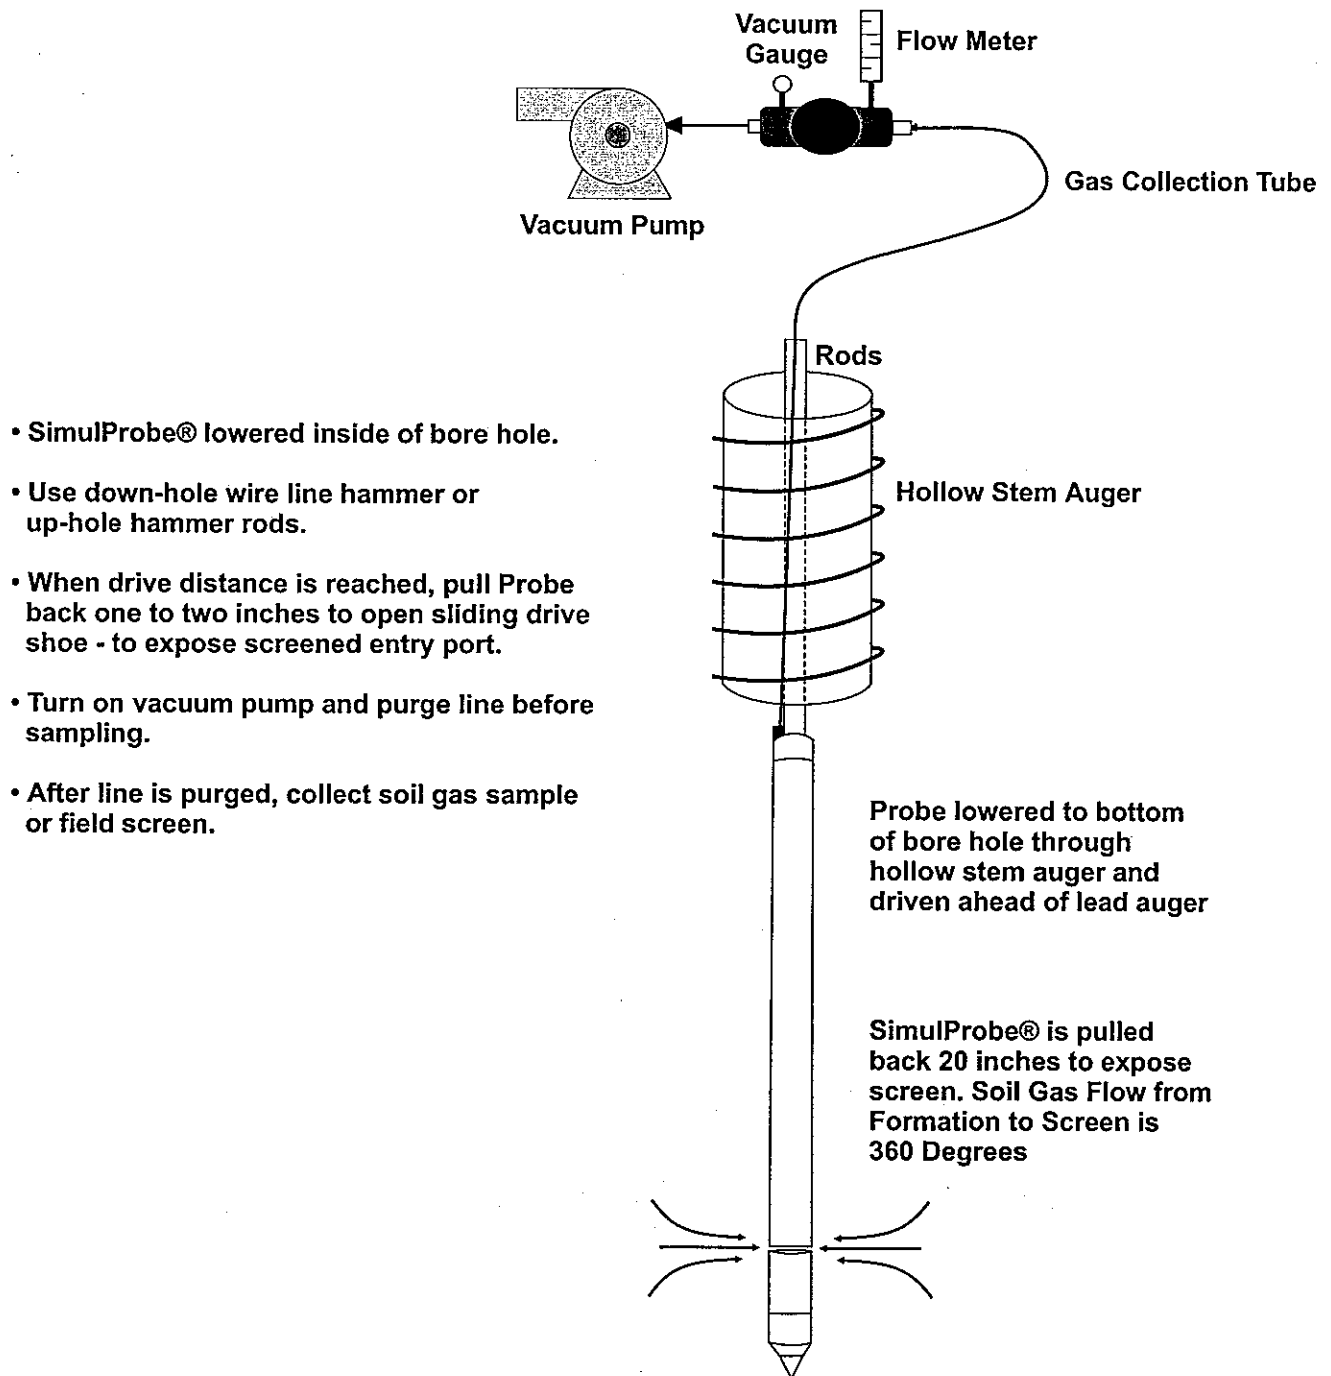 Vacuum
Gauge
Flow Meter
Gas Collection Tube
Vacuum Pump
Rods
Hollow Stem Auger
• SimulProbe® lowered inside of bore hole.
• Use down-hole wire line hammer or
up-hole hammer rods.
• When drive distance is reached, pull Probe
back one to two inches to open sliding drive
shoe - to expose screened entry port.
• Turn on vacuum pump and purge line before
sampling.
• After line is purged, collect soil gas sample
or field screen.
Probe lowered to bottom
of bore hole through
hollow stem auger and
driven ahead of lead auger
SimulProbe® is pulled
back 20 inches to expose
screen. Soil Gas Flow from
Formation to Screen is
360 Degrees